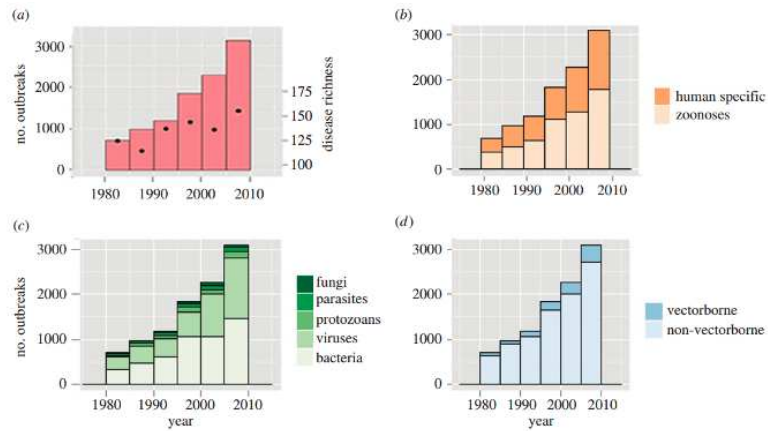 (a)
3000
2000
1000
0
no. outbreaks
175
150
125
100
disease richness
1980 1990 2000 2010
(b)
3000
2000
1000
0
1980 1990 2000 2010
human specific
zoonoses
(c)
3000
2000
1000
0
no. outbreaks
1980 1990 2000 2010
year
fungi
parasites
protozoans
viruses
bacteria
(d)
3000
2000
1000
0
1980 1990 2000 2010
year
vectorborne
non-vectorborne